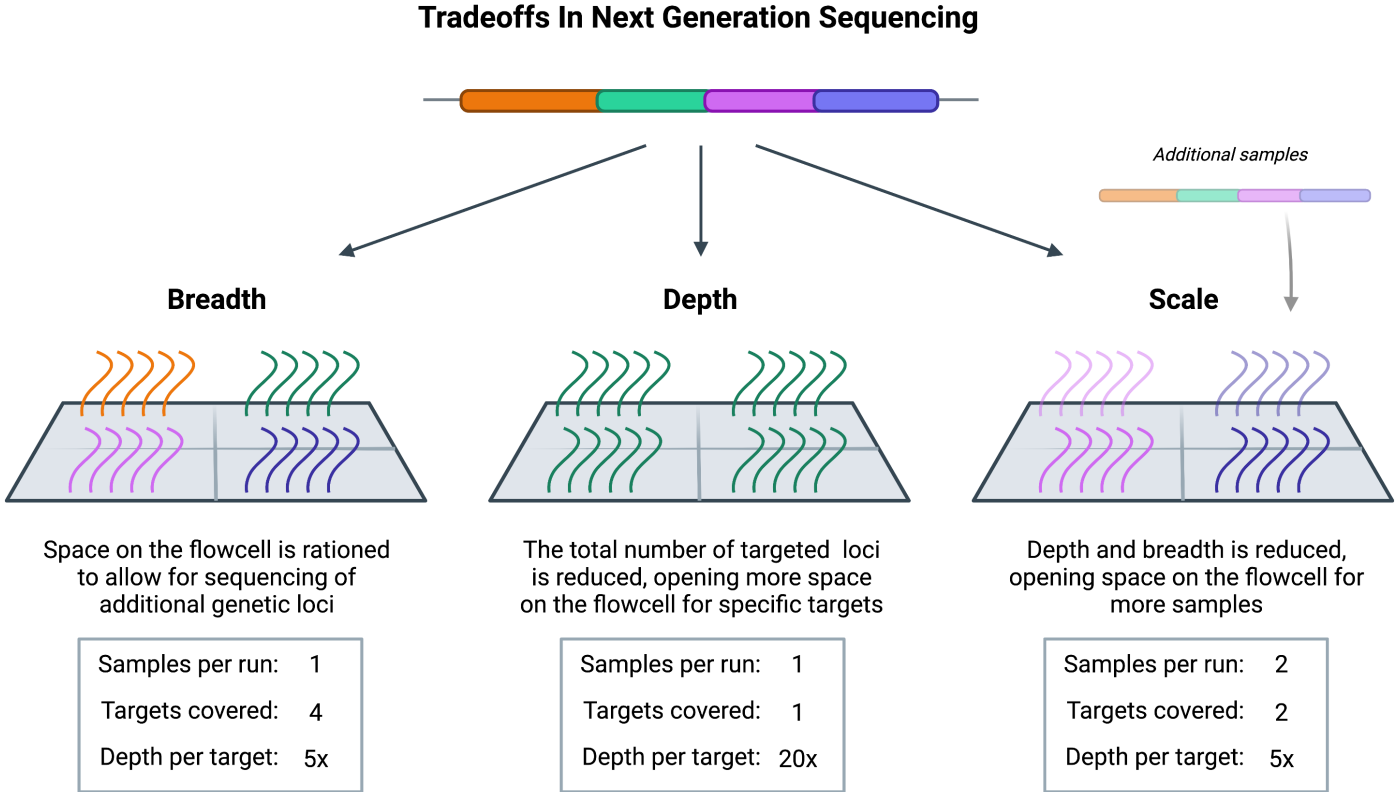 Tradeoffs In Next Generation Sequencing
Additional samples
Breadth
Space on the flowcell is rationed
to allow for sequencing of
additional genetic loci
Samples per run: 1
Targets covered: 4
Depth per target: 5x
Depth
The total number of targeted loci
is reduced, opening more space
on the flowcell for specific targets
Samples per run: 1
Targets covered: 1
Depth per target: 20x
Scale
Depth and breadth is reduced,
opening space on the flowcell for
more samples
Samples per run: 2
Targets covered: 2
Depth per target: 5x